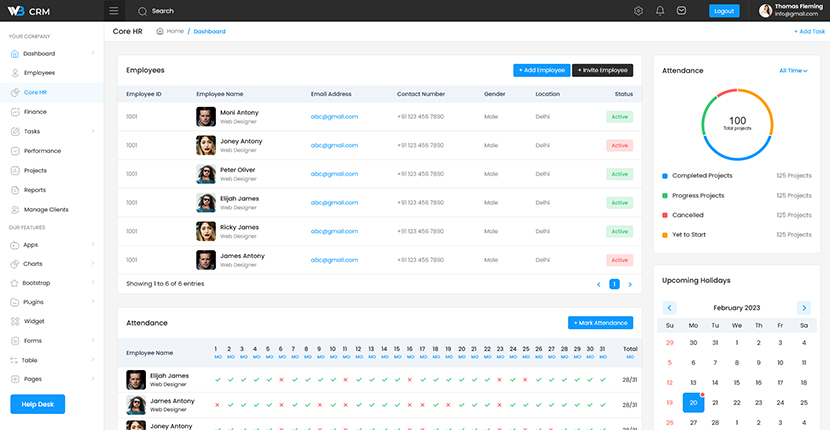 WB CRM
Search
Logout
Thomas Fleming
info@gmail.com
YOUR COMPANY
Dashboard
Employees
Core HR
Finance
Tasks
Performance
Projects
Reports
Manage Clients
OUR FEATURES
Apps
Charts
Bootstrap
Plugins
Widget
Forms
Table
Pages
Help Desk
Core HR
Home / Dashboard
+ Add Task
Employees
+ Add Employee
+ Invite Employee
Employee ID Employee Name Email Address Contact Number Gender Location Status
1001 Moni Antony abc@gmail.com +91 123 456 7890 Male Delhi Active
Web Designer
1001 Joney Antony abc@gmail.com +91 123 456 7890 Male Delhi Active
Web Designer
1001 Peter Oliver abc@gmail.com +91 123 456 7890 Male Delhi Active
Web Designer
1001 Elijah James abc@gmail.com +91 123 456 7890 Male Delhi Active
Web Designer
1001 Ricky James abc@gmail.com +91 123 456 7890 Male Delhi Active
Web Designer
1001 James Antony abc@gmail.com +91 123 456 7890 Male Delhi Active
Web Designer
Showing 1 to 6 of 6 entries
1
Attendance
+ Mark Attendance
Employee Name 1 2 3 4 5 6 7 8 9 10 11 12 13 14 15 16 17 18 19 20 21 22 23 24 25 26 27 28 29 30 31 Total
MO MO MO MO MO MO MO MO MO MO MO MO MO MO MO MO MO MO MO MO MO MO MO MO MO MO MO MO MO MO MO MO
Elijah James 28/31
Web Designer
James Antony 28/31
Web Designer
Joney Antony 28/31
Attendance
All Time
100
Total projects
Completed Projects 125 Projects
Progress Projects 125 Projects
Cancelled 125 Projects
Yet to Start 125 Projects
Upcoming Holidays
February 2023
Su Mo Tu We Th Fr Sa
29 30 31 1 2 3 4
5 6 7 8 9 10 11
12 13 14 15 16 17 18
19 20 21 22 23 24 25
26 27 28 1 2 3 4